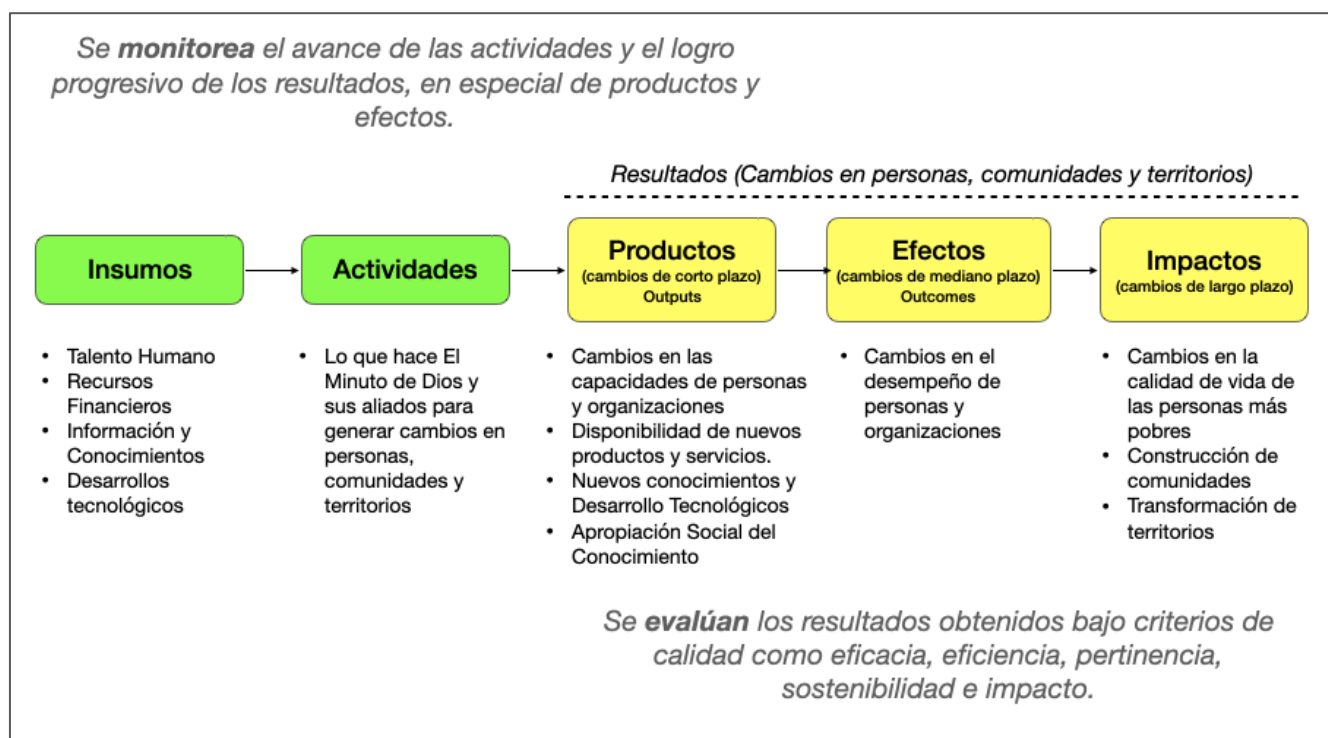 Se monitorea el avance de las actividades y el logro
progresivo de los resultados, en especial de productos y
efectos.
Resultados (Cambios en personas, comunidades y territorios)
Insumos
Actividades
Productos
(cambios de corto plazo)
Outputs
Efectos
(cambios de mediano plazo)
Outcomes
Impactos
(cambios de largo plazo)
• Talento Humano
• Recursos
Financieros
• Información y
Conocimientos
• Desarrollos
tecnológicos
• Lo que hace El
Minuto de Dios y
sus aliados para
generar cambios en
personas,
comunidades y
territorios
• Cambios en las
capacidades de personas
y organizaciones
• Disponibilidad de nuevos
productos y servicios.
• Nuevos conocimientos y
Desarrollo Tecnológicos
• Apropiación Social del
Conocimiento
• Cambios en el
desempeño de
personas y
organizaciones
• Cambios en la
calidad de vida de
las personas más
pobres
• Construcción de
comunidades
• Transformación de
territorios
Se evalúan los resultados obtenidos bajo criterios de
calidad como eficacia, eficiencia, pertinencia,
sostenibilidad e impacto.